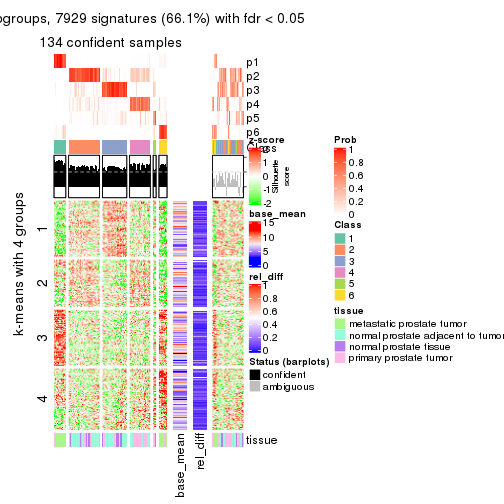 ogroups, 7929 signatures (66.1%) with fdr < 0.05
134 confident samples
p1
p2
p3
p4
p5
p6
Class
Silhouette
score
k-means with 4 groups
1
2
3
4
base_mean
rel_diff
tissue
z-score
1
0
-1
-2
base_mean
15
10
5
0
rel_diff
1
0.8
0.6
0.4
0.2
0
Status (barplots)
confident
ambiguous
Prob
1
0.8
0.6
0.4
0.2
0
Class
1
2
3
4
5
6
tissue
metastatic prostate tumor
normal prostate adjacent to tumor
normal prostate tissue
primary prostate tumor